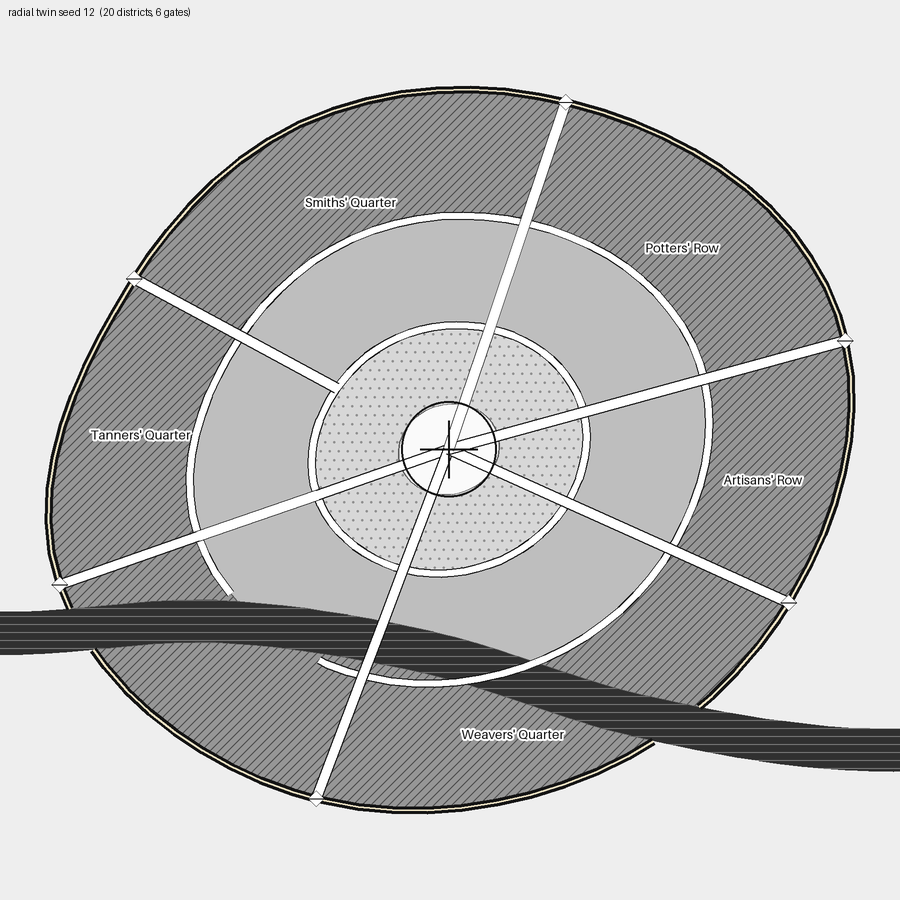 radial twin seed 12  (20 districts, 6 gates)
Smiths' Quarter
Potters' Row
Tanners' Quarter
Artisans' Row
Weavers' Quarter